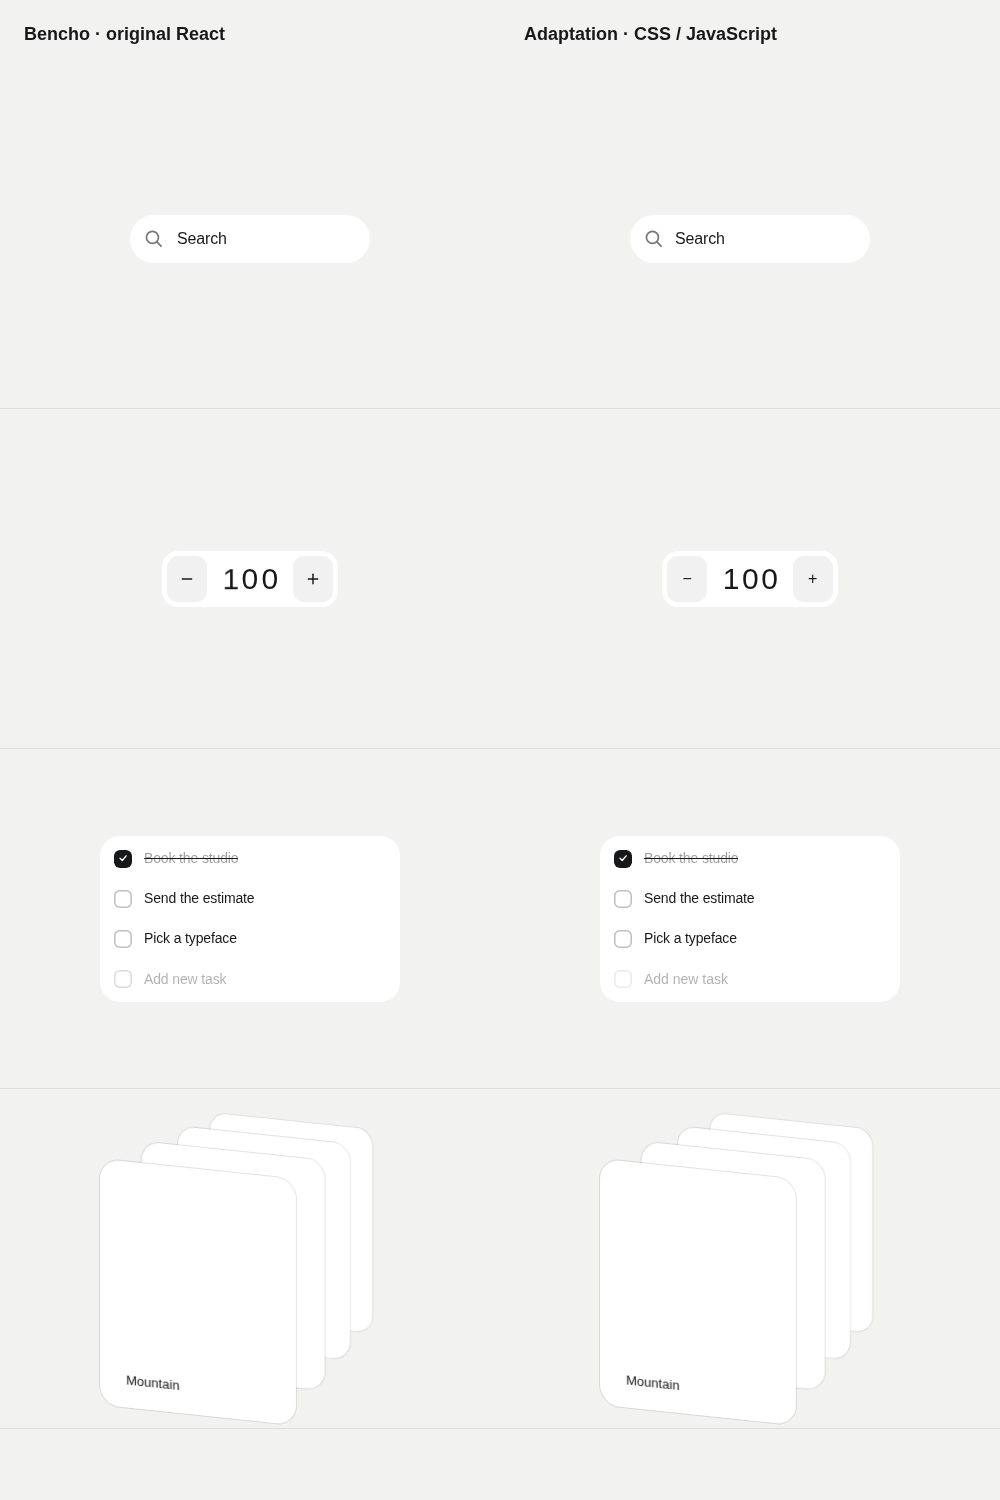 Bencho · original React
Adaptation · CSS / JavaScript
Search
Search
− 100 +
− 100 +
Book the studio
Send the estimate
Pick a typeface
Add new task
Book the studio
Send the estimate
Pick a typeface
Add new task
Mountain
Mountain